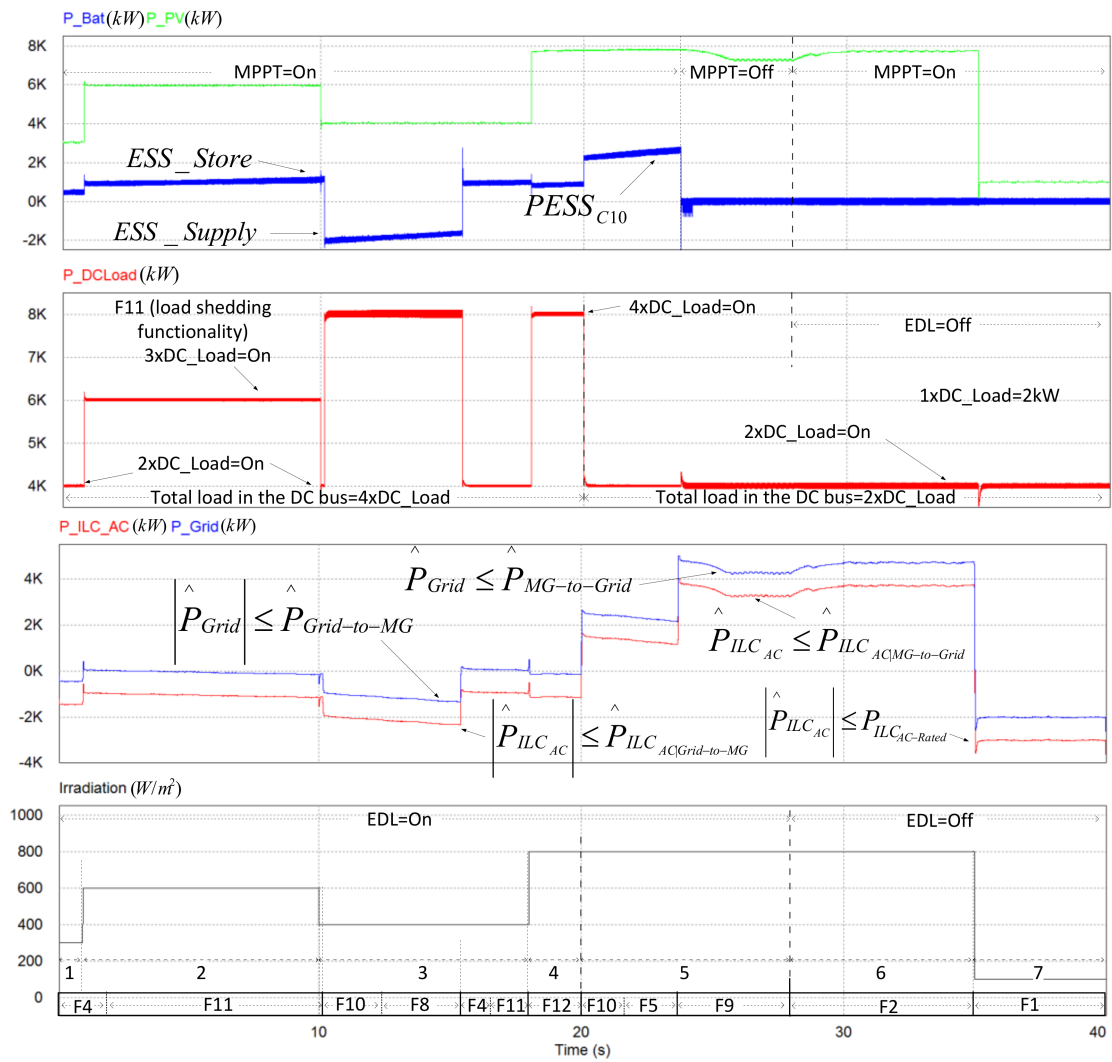 P_Bat(kW) P_PV(kW)
8K
MPPT=On
MPPT=Off
MPPT=On
6K
4K
ESS_Store
2K
PESS_C10
0K
ESS_Supply
-2K
P_DCLoad (kW)
8K
F11 (load shedding
functionality)
3xDC_Load=On
4xDC_Load=On
EDL=Off
7K
6K
1xDC_Load=2kW
5K
2xDC_Load=On
2xDC_Load=On
4K
Total load in the DC bus=4xDC_Load
Total load in the DC bus=2xDC_Load
P_ILC_AC (kW) P_Grid(kW)
4K
P̂_Grid ≤ P̂_MG−to−Grid
|P̂_Grid| ≤ P̂_Grid−to−MG
2K
P̂_ILC_AC ≤ P̂_ILC_AC|MG−to−Grid
0K
-2K
|P̂_ILC_AC| ≤ P̂_ILC_AC|Grid−to−MG
|P̂_ILC_AC| ≤ P_ILC_AC−Rated
-4K
Irradiation (W/m²)
1000
EDL=On
EDL=Off
800
600
400
200
1 2 3 4 5 6 7
0
F4 F11 F10 F8 F4 F11 F12 F10 F5 F9 F2 F1
10 20 30 40
Time (s)